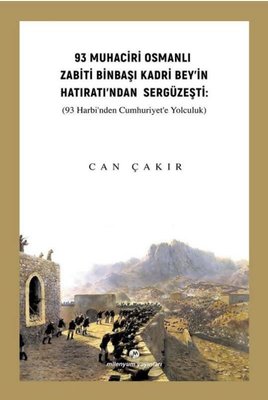 93 MUHACİRİ OSMANLI
ZABİTİ BİNBAŞI KADRİ BEY'İN
HATIRATI'NDAN SERGÜZEŞTİ:
(93 Harbi'nden Cumhuriyet'e Yolculuk)
CAN ÇAKIR
milenyum yayınları